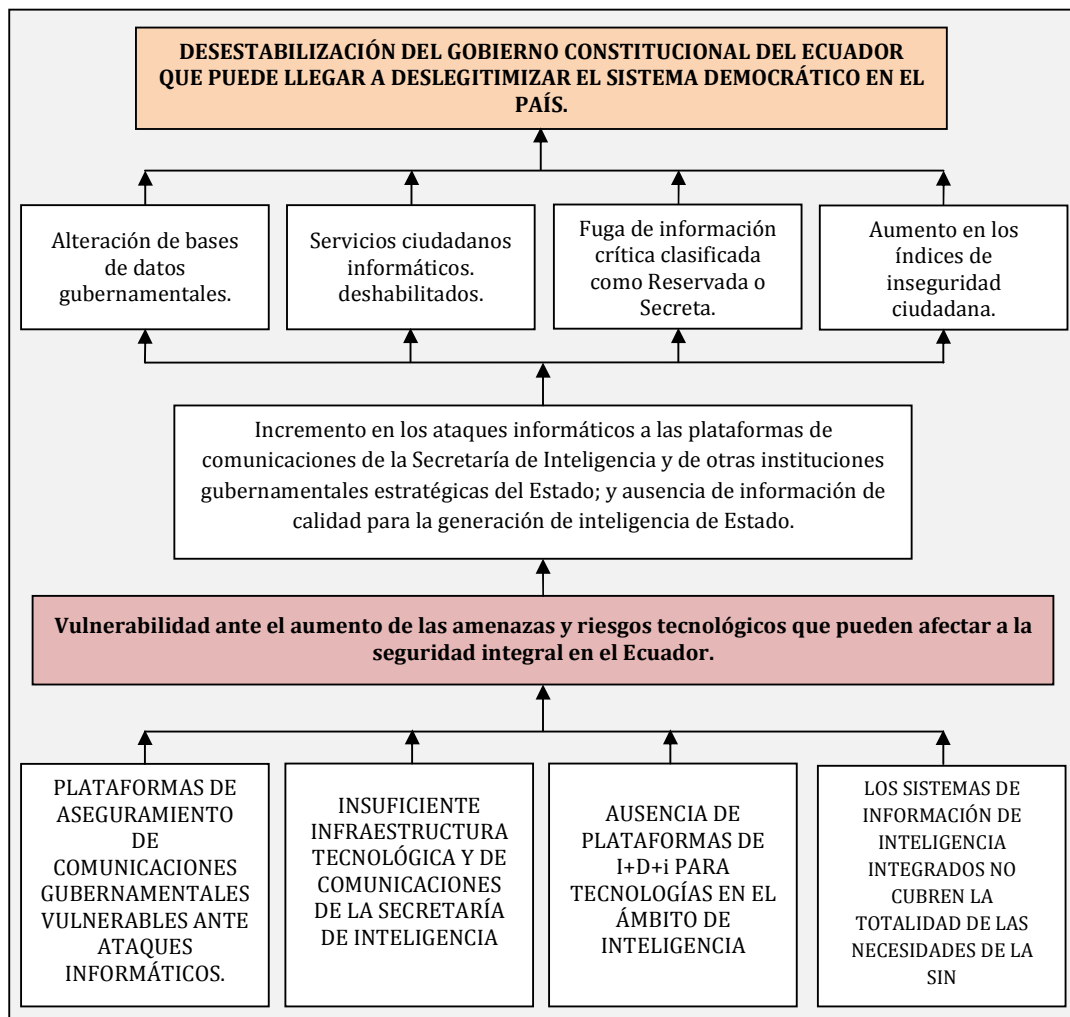 DESESTABILIZACIÓN DEL GOBIERNO CONSTITUCIONAL DEL ECUADOR
QUE PUEDE LLEGAR A DESLEGITIMIZAR EL SISTEMA DEMOCRÁTICO EN EL
PAÍS.
Alteración de bases
de datos
gubernamentales.
Servicios ciudadanos
informáticos.
deshabilitados.
Fuga de información
crítica clasificada
como Reservada o
Secreta.
Aumento en los
índices de
inseguridad
ciudadana.
Incremento en los ataques informáticos a las plataformas de
comunicaciones de la Secretaría de Inteligencia y de otras instituciones
gubernamentales estratégicas del Estado; y ausencia de información de
calidad para la generación de inteligencia de Estado.
Vulnerabilidad ante el aumento de las amenazas y riesgos tecnológicos que pueden afectar a la
seguridad integral en el Ecuador.
PLATAFORMAS DE
ASEGURAMIENTO
DE
COMUNICACIONES
GUBERNAMENTALES
VULNERABLES ANTE
ATAQUES
INFORMÁTICOS.
INSUFICIENTE
INFRAESTRUCTURA
TECNOLÓGICA Y DE
COMUNICACIONES
DE LA SECRETARÍA
DE INTELIGENCIA
AUSENCIA DE
PLATAFORMAS DE
I+D+i PARA
TECNOLOGÍAS EN EL
ÁMBITO DE
INTELIGENCIA
LOS SISTEMAS DE
INFORMACIÓN DE
INTELIGENCIA
INTEGRADOS NO
CUBREN LA
TOTALIDAD DE LAS
NECESIDADES DE LA
SIN